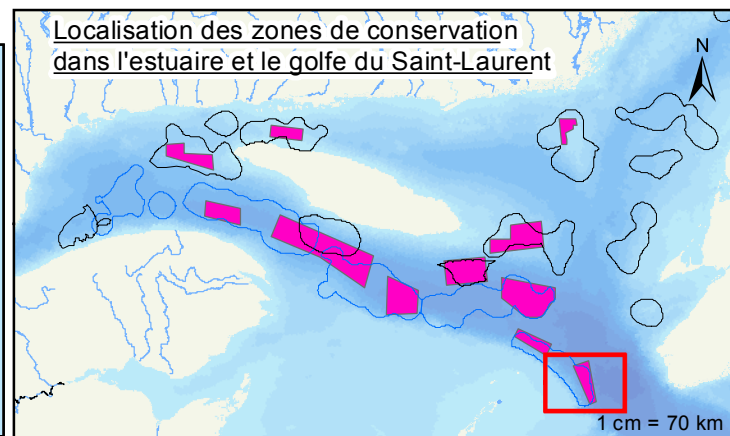 Localisation des zones de conservation
dans l'estuaire et le golfe du Saint-Laurent
N
1 cm = 70 km